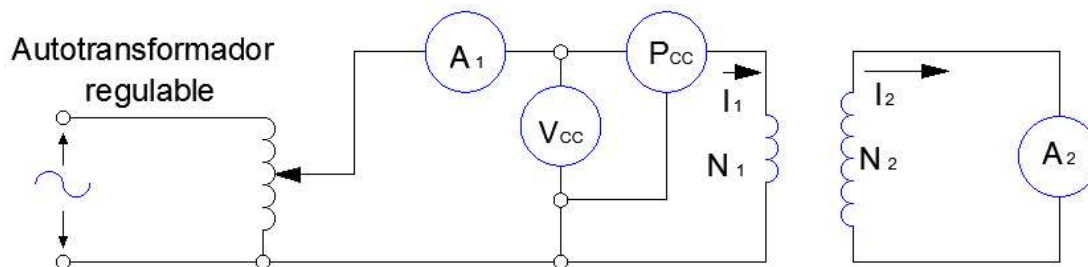 Autotransformador
regulable
A1
PCC
VCC
I1
N1
I2
N2
A2